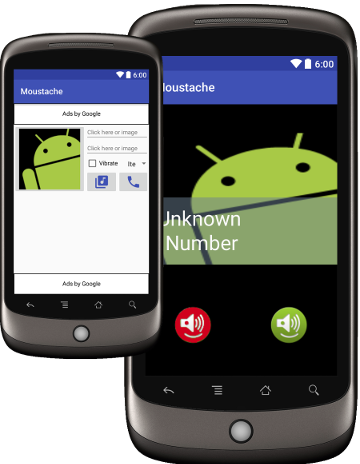 6:00
Moustache
Ads by Google
Click here or image
Click here or image
Vibrate
Ite
Ads by Google
6:00
Moustache
Unknown
Number